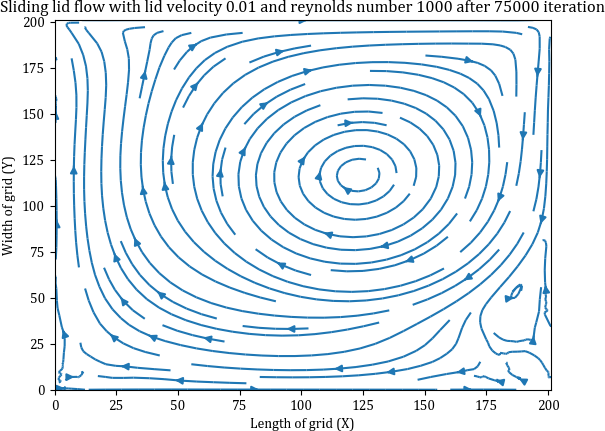 Sliding lid flow with lid velocity 0.01 and reynolds number 1000 after 75000 iteration
200
175
150
125
100
75
50
25
0
Width of grid (Y)
0 25 50 75 100 125 150 175 200
Length of grid (X)